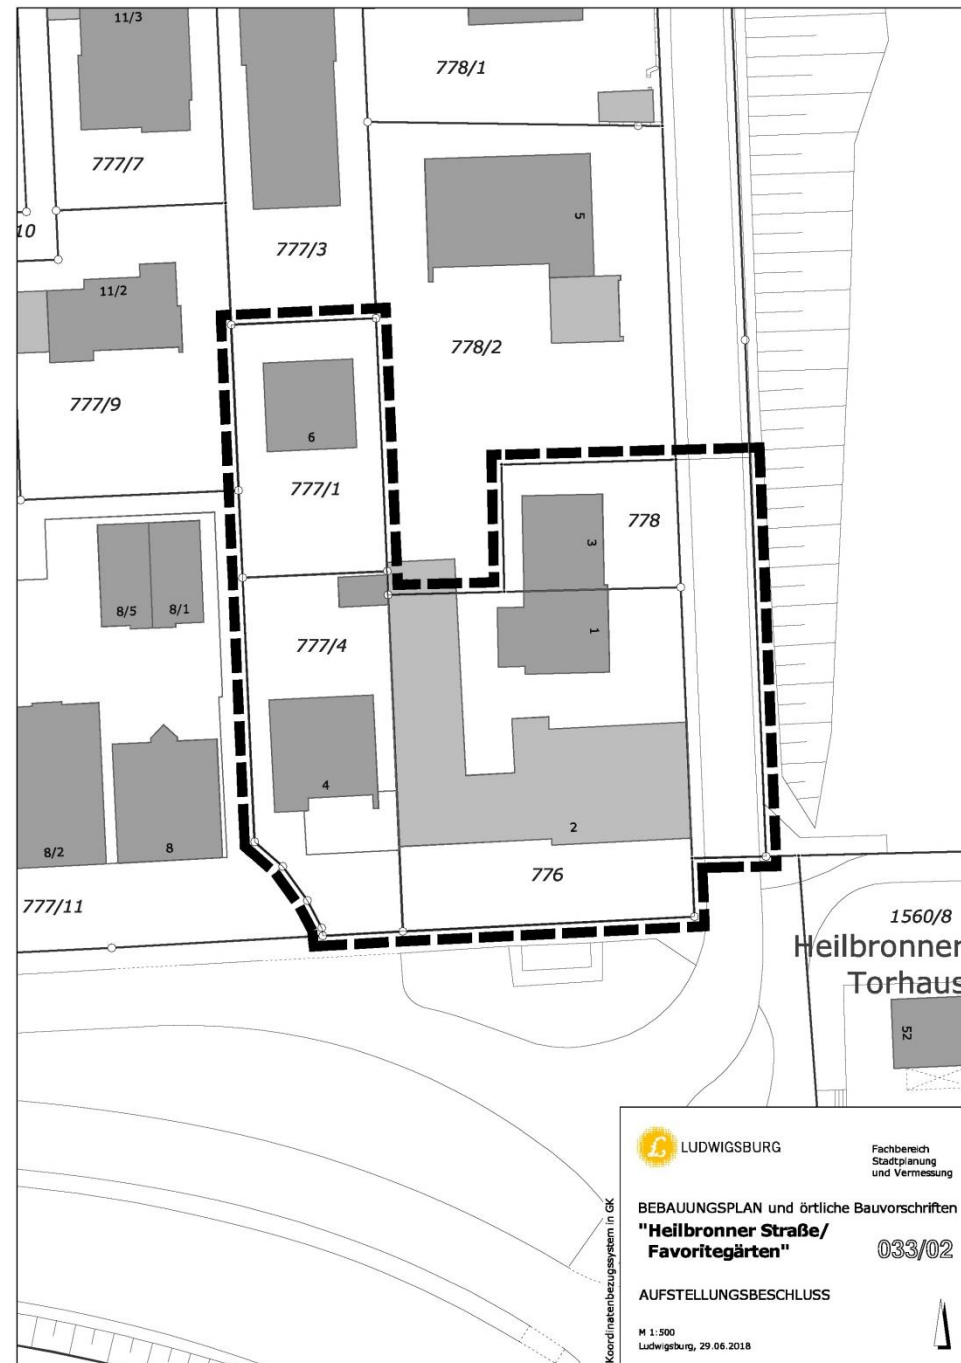 11/3
778/1
777/7
10
777/3
5
11/2
778/2
777/9
6
777/1
778
3
8/5
8/1
1
777/4
4
2
8/2
8
776
777/11
1560/8
Heilbronner
Torhaus
52
Koordinatenbezugssystem in GK
LUDWIGSBURG
Fachbereich
Stadtplanung
und Vermessung
BEBAUUNGSPLAN und örtliche Bauvorschriften
"Heilbronner Straße/
Favoritegärten"
033/02
AUFSTELLUNGSBESCHLUSS
M 1:500
Ludwigsburg, 29.06.2018